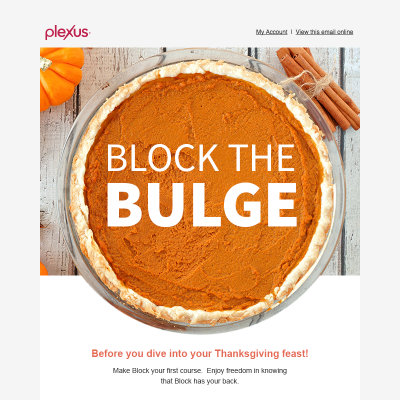 plexus
My Account | View this email online
BLOCK THE
BULGE
Before you dive into your Thanksgiving feast!
Make Block your first course. Enjoy freedom in knowing
that Block has your back.